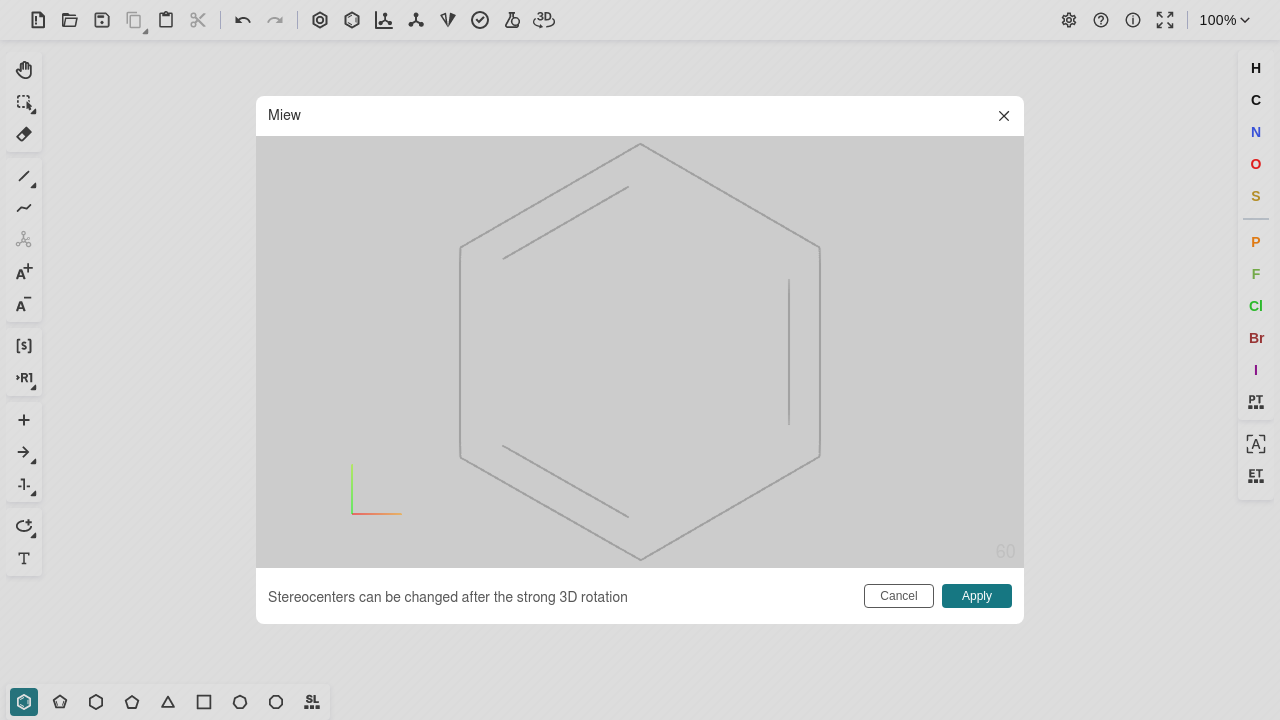 3D
100%
H
C
N
O
S
P
F
Cl
Br
I
PT
A
ET
A+
A−
[S]
R1
T
SL
Miew
60
Stereocenters can be changed after the strong 3D rotation
Cancel
Apply